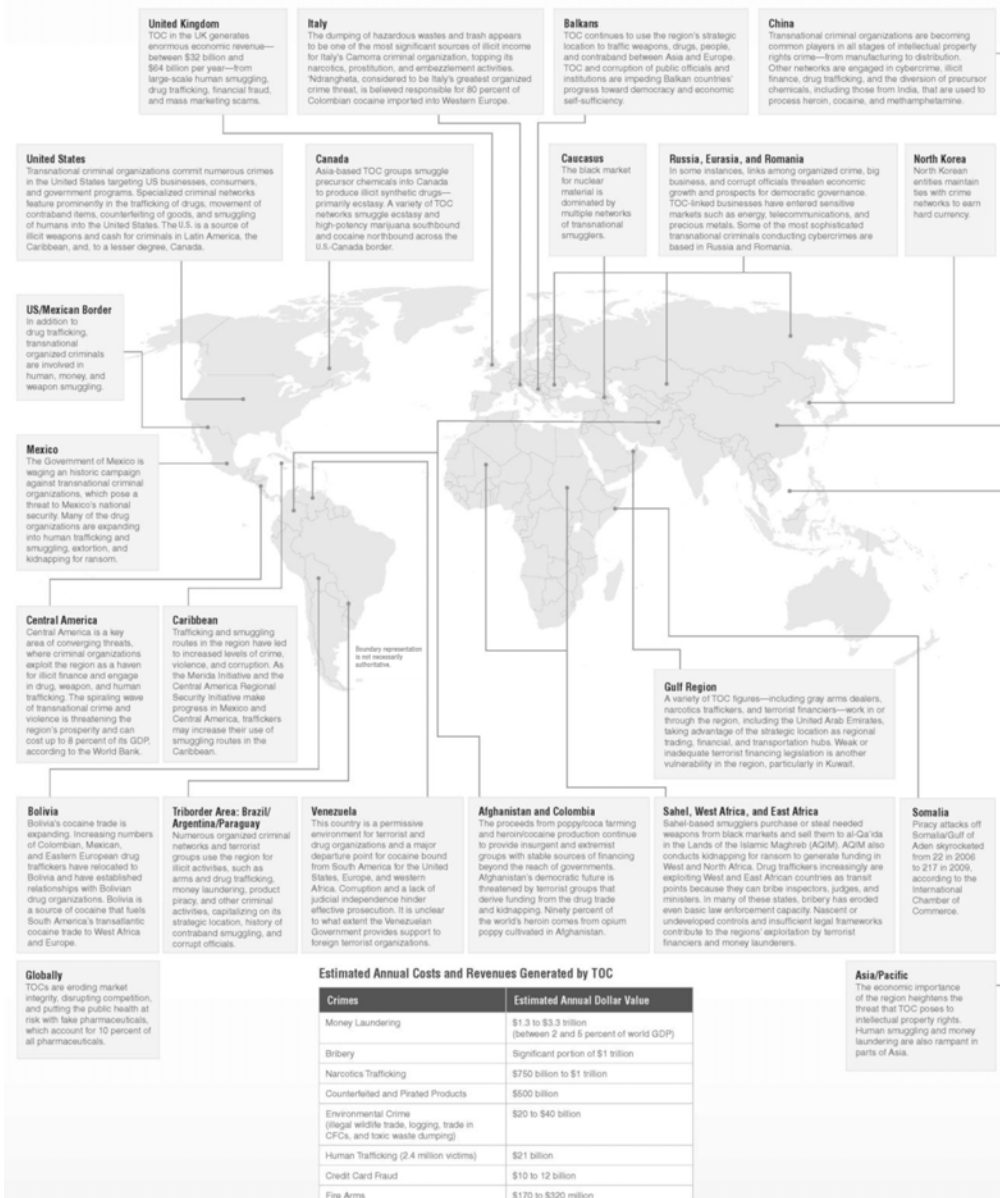 United Kingdom
TOC in the UK generates
enormous economic revenue—
between $32 billion and
$64 billion per year—from
large-scale human smuggling,
drug trafficking, financial fraud,
and mass marketing scams.
Italy
The dumping of hazardous wastes and trash appears
to be one of the most significant sources of illicit income
for Italy's Camorra criminal organization, topping its
narcotics, prostitution, and embezzlement activities.
'Ndrangheta, considered to be Italy's greatest organized
crime threat, is believed responsible for 80 percent of
Colombian cocaine imported into Western Europe.
Balkans
TOC continues to use the region's strategic
location to traffic weapons, drugs, people,
and contraband between Asia and Europe.
TOC and corruption of public officials and
institutions are impeding Balkan countries'
progress toward democracy and economic
self-sufficiency.
China
Transnational criminal organizations are becoming
common players in all stages of intellectual property
rights crime—from manufacturing to distribution.
Other networks are engaged in cybercrime, illicit
finance, drug trafficking, and the diversion of precursor
chemicals, including those from India, that are used to
process heroin, cocaine, and methamphetamine.
United States
Transnational criminal organizations commit numerous crimes
in the United States targeting US businesses, consumers,
and government programs. Specialized criminal networks
feature prominently in the trafficking of drugs, movement of
contraband items, counterfeiting of goods, and smuggling
of humans into the United States. The U.S. is a source of
illicit weapons and cash for criminals in Latin America, the
Caribbean, and, to a lesser degree, Canada.
Canada
Asia-based TOC groups smuggle
precursor chemicals into Canada
to produce illicit synthetic drugs—
primarily ecstasy. A variety of TOC
networks smuggle ecstasy and
high-potency marijuana southbound
and cocaine northbound across the
U.S.-Canada border.
Caucasus
The black market
for nuclear
material is
dominated by
multiple networks
of transnational
smugglers.
Russia, Eurasia, and Romania
In some instances, links among organized crime, big
business, and corrupt officials threaten economic
growth and prospects for democratic governance.
TOC-linked businesses have entered sensitive
markets such as energy, telecommunications, and
precious metals. Some of the most sophisticated
transnational criminals conducting cybercrimes are
based in Russia and Romania.
North Korea
North Korean
entities maintain
ties with crime
networks to earn
hard currency.
US/Mexican Border
In addition to
drug trafficking,
transnational
organized criminals
are involved in
human, money, and
weapon smuggling.
Mexico
The Government of Mexico is
waging an historic campaign
against transnational criminal
organizations, which pose a
threat to Mexico's national
security. Many of the drug
organizations are expanding
into human trafficking and
smuggling, extortion, and
kidnapping for ransom.
Central America
Central America is a key
area of converging threats,
where criminal organizations
exploit the region as a haven
for illicit finance and engage
in drug, weapon, and human
trafficking. The spiraling wave
of transnational crime and
violence is threatening the
region's prosperity and can
cost up to 8 percent of its GDP,
according to the World Bank.
Caribbean
Trafficking and smuggling
routes in the region have led
to increased levels of crime,
violence, and corruption. As
the Merida Initiative and the
Central America Regional
Security Initiative make
progress in Mexico and
Central America, traffickers
may increase their use of
smuggling routes in the
Caribbean.
Boundary representation
is not necessarily
authoritative.
Gulf Region
A variety of TOC figures—including gray arms dealers,
narcotics traffickers, and terrorist financiers—work in or
through the region, including the United Arab Emirates,
taking advantage of the strategic location as regional
trading, financial, and transportation hubs. Weak or
inadequate terrorist financing legislation is another
vulnerability in the region, particularly in Kuwait.
Bolivia
Bolivia's cocaine trade is
expanding. Increasing numbers
of Colombian, Mexican,
and Eastern European drug
traffickers have relocated to
Bolivia and have established
relationships with Bolivian
drug organizations. Bolivia is
a source of cocaine that fuels
South America's transatlantic
cocaine trade to West Africa
and Europe.
Triborder Area: Brazil/
Argentina/Paraguay
Numerous organized criminal
networks and terrorist
groups use the region for
illicit activities, such as
arms and drug trafficking,
money laundering, product
piracy, and other criminal
activities, capitalizing on its
strategic location, history of
contraband smuggling, and
corrupt officials.
Venezuela
This country is a permissive
environment for terrorist and
drug organizations and a major
departure point for cocaine bound
from South America for the United
States, Europe, and western
Africa. Corruption and a lack of
judicial independence hinder
effective prosecution. It is unclear
to what extent the Venezuelan
Government provides support to
foreign terrorist organizations.
Afghanistan and Colombia
The proceeds from poppy/coca farming
and heroin/cocaine production continue
to provide insurgent and extremist
groups with stable sources of financing
beyond the reach of governments.
Afghanistan's democratic future is
threatened by terrorist groups that
derive funding from the drug trade
and kidnapping. Ninety percent of
the world's heroin comes from opium
poppy cultivated in Afghanistan.
Sahel, West Africa, and East Africa
Sahel-based smugglers purchase or steal needed
weapons from black markets and sell them to al-Qa'ida
in the Lands of the Islamic Maghreb (AQIM). AQIM also
conducts kidnapping for ransom to generate funding in
West and North Africa. Drug traffickers increasingly are
exploiting West and East African countries as transit
points because they can bribe inspectors, judges, and
ministers. In many of these states, bribery has eroded
even basic law enforcement capacity. Nascent or
undeveloped controls and insufficient legal frameworks
contribute to the regions' exploitation by terrorist
financiers and money launderers.
Somalia
Piracy attacks off
Somalia/Gulf of
Aden skyrocketed
from 22 in 2006
to 217 in 2009,
according to the
International
Chamber of
Commerce.
Globally
TOCs are eroding market
integrity, disrupting competition,
and putting the public health at
risk with fake pharmaceuticals,
which account for 10 percent of
all pharmaceuticals.
Asia/Pacific
The economic importance
of the region heightens the
threat that TOC poses to
intellectual property rights.
Human smuggling and money
laundering are also rampant in
parts of Asia.
Estimated Annual Costs and Revenues Generated by TOC
Crimes Estimated Annual Dollar Value
Money Laundering $1.3 to $3.3 trillion
(between 2 and 5 percent of world GDP)
Bribery Significant portion of $1 trillion
Narcotics Trafficking $750 billion to $1 trillion
Counterfeited and Pirated Products $500 billion
Environmental Crime $20 to $40 billion
(illegal wildlife trade, logging, trade in
CFCs, and toxic waste dumping)
Human Trafficking (2.4 million victims) $21 billion
Credit Card Fraud $10 to 12 billion
Fire Arms $170 to $320 million